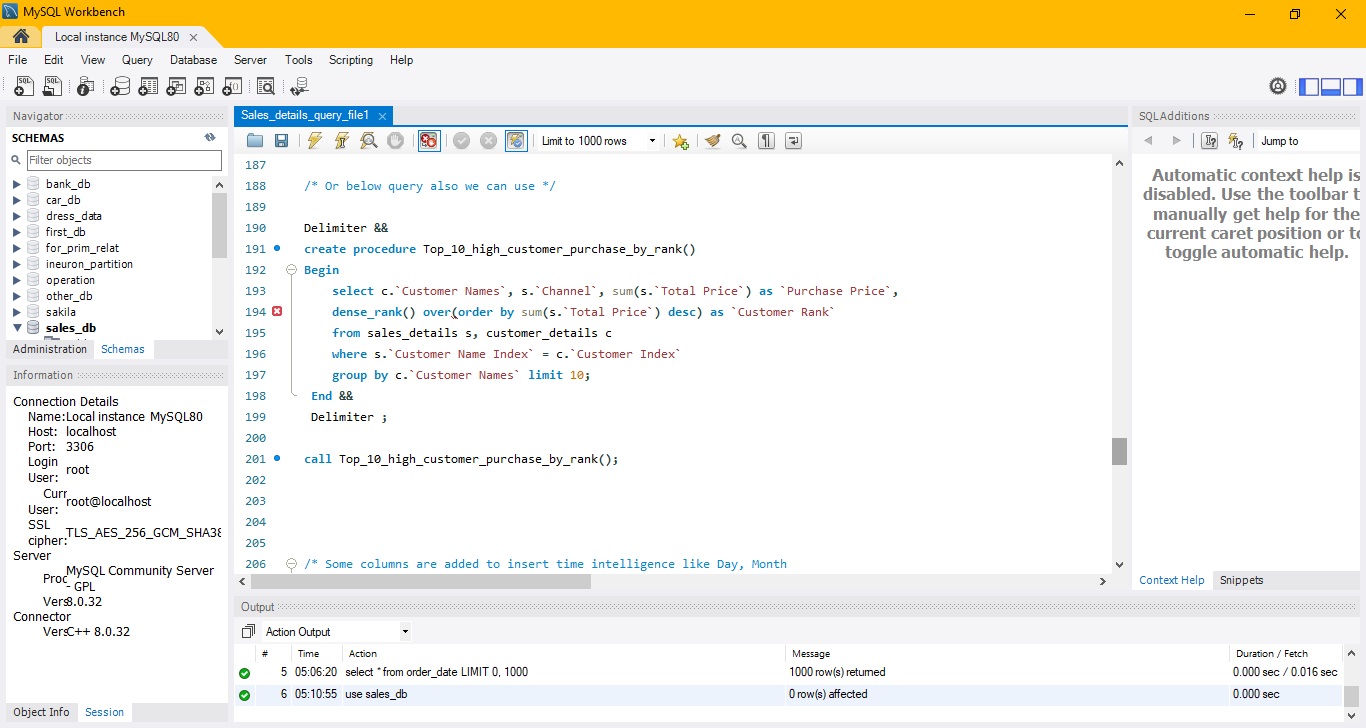 MySQL Workbench
Local instance MySQL80
File Edit View Query Database Server Tools Scripting Help
Navigator
SCHEMAS
Filter objects
bank_db
car_db
dress_data
first_db
for_prim_relat
ineuron_partition
operation
other_db
sakila
sales_db
Administration Schemas
Information
Connection Details
Name: Local instance MySQL80
Host: localhost
Port: 3306
Login
User: root
Curr
User: root@localhost
SSL
cipher: TLS_AES_256_GCM_SHA38
Server
Proc MySQL Community Server
- GPL
Vers 8.0.32
Connector
Vers C++ 8.0.32
Object Info Session
Sales_details_query_file1
Limit to 1000 rows
187
188 /* Or below query also we can use */
189
190 Delimiter &&
191 create procedure Top_10_high_customer_purchase_by_rank()
192 Begin
193 select c.`Customer Names`, s.`Channel`, sum(s.`Total Price`) as `Purchase Price`,
194 dense_rank() over(order by sum(s.`Total Price`) desc) as `Customer Rank`
195 from sales_details s, customer_details c
196 where s.`Customer Name Index` = c.`Customer Index`
197 group by c.`Customer Names` limit 10;
198 End &&
199 Delimiter ;
200
201 call Top_10_high_customer_purchase_by_rank();
202
203
204
205
206 /* Some columns are added to insert time intelligence like Day, Month
SQLAdditions
Jump to
Automatic context help is
disabled. Use the toolbar t
manually get help for the
current caret position or to
toggle automatic help.
Context Help Snippets
Output
Action Output
# Time Action Message Duration / Fetch
5 05:06:20 select * from order_date LIMIT 0, 1000 1000 row(s) returned 0.000 sec / 0.016 sec
6 05:10:55 use sales_db 0 row(s) affected 0.000 sec